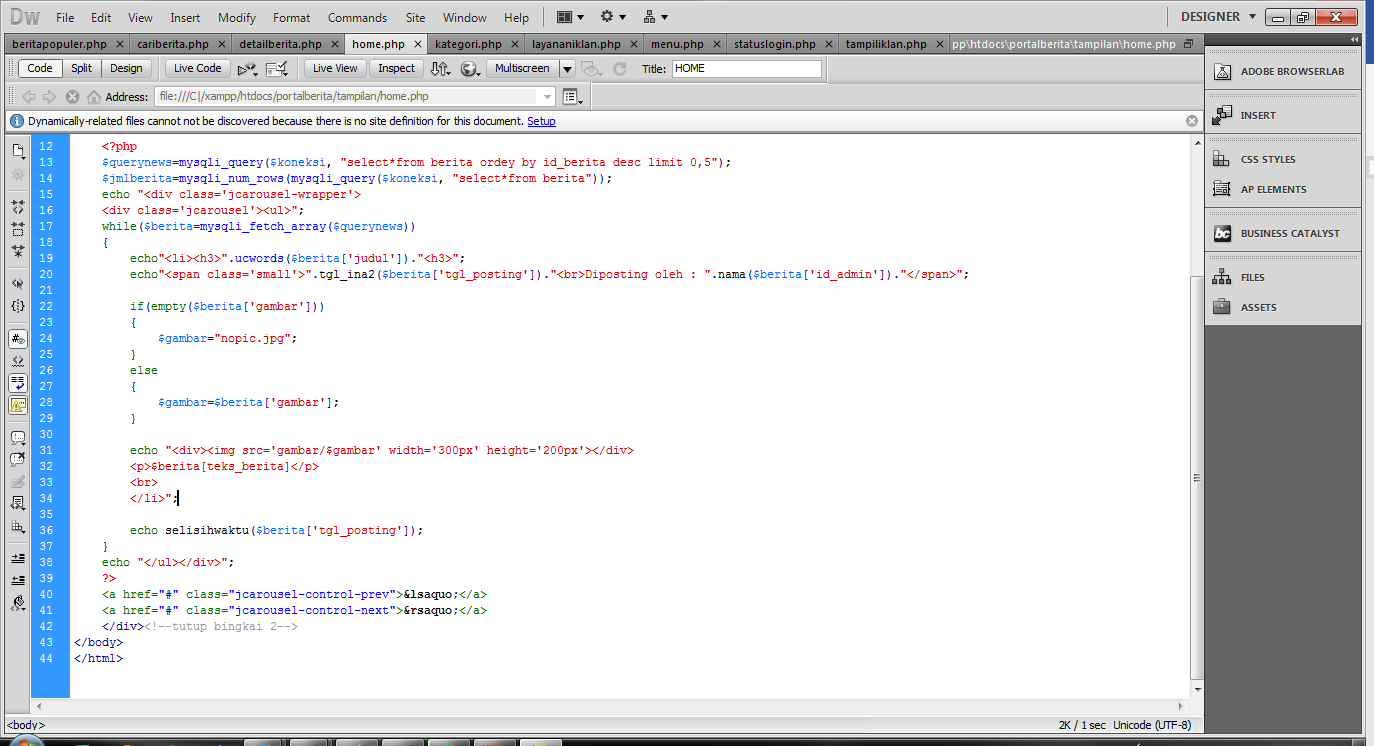 Dw File Edit View Insert Modify Format Commands Site Window Help DESIGNER
beritapopuler.php cariberita.php detailberita.php home.php kategori.php layananiklan.php menu.php statuslogin.php tampiliklan.php pp\htdocs\portalberita\tampilan\home.php
Code Split Design Live Code Live View Inspect Multiscreen Title: HOME
Address: file:///C|/xampp/htdocs/portalberita/tampilan/home.php
Dynamically-related files cannot not be discovered because there is no site definition for this document. Setup
12 <?php
13 $querynews=mysqli_query($koneksi, "select*from berita ordey by id_berita desc limit 0,5");
14 $jmlberita=mysqli_num_rows(mysqli_query($koneksi, "select*from berita"));
15 echo "<div class='jcarousel-wrapper'>
16 <div class='jcarousel'><ul>";
17 while($berita=mysqli_fetch_array($querynews))
18 {
19 echo"<li><h3>".ucwords($berita['judul'])."<h3>";
20 echo"<span class='small'>".tgl_ina2($berita['tgl_posting'])."<br>Diposting oleh : ".nama($berita['id_admin'])."</span>";
21
22 if(empty($berita['gambar']))
23 {
24 $gambar="nopic.jpg";
25 }
26 else
27 {
28 $gambar=$berita['gambar'];
29 }
30
31 echo "<div><img src='gambar/$gambar' width='300px' height='200px'></div>
32 <p>$berita[teks_berita]</p>
33 <br>
34 </li>";
35
36 echo selisihwaktu($berita['tgl_posting']);
37 }
38 echo "</ul></div>";
39 ?>
40 <a href="#" class="jcarousel-control-prev">&lsaquo;</a>
41 <a href="#" class="jcarousel-control-next">&rsaquo;</a>
42 </div><!--tutup bingkai 2-->
43 </body>
44 </html>
<body> 2K / 1 sec Unicode (UTF-8)
ADOBE BROWSERLAB
INSERT
CSS STYLES
AP ELEMENTS
bc BUSINESS CATALYST
FILES
ASSETS